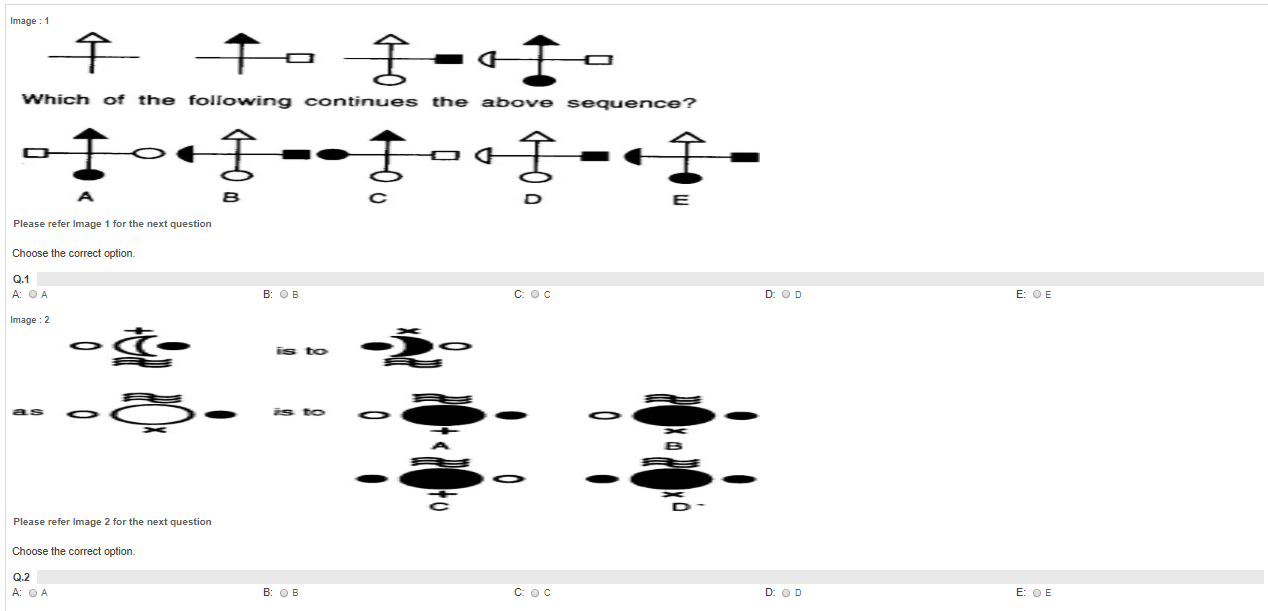 Image : 1
Which of the following continues the above sequence?
A B C D E
Please refer Image 1 for the next question
Choose the correct option.
Q.1
A: A B: B C: C D: D E: E
Image : 2
is to
as is to
A B
C D
Please refer Image 2 for the next question
Choose the correct option.
Q.2
A: A B: B C: C D: D E: E